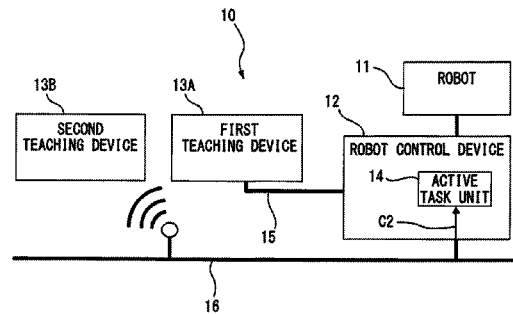 10
13B
SECOND
TEACHING DEVICE
13A
FIRST
TEACHING DEVICE
11
ROBOT
12
ROBOT CONTROL DEVICE
14
ACTIVE
TASK UNIT
C2
15
16